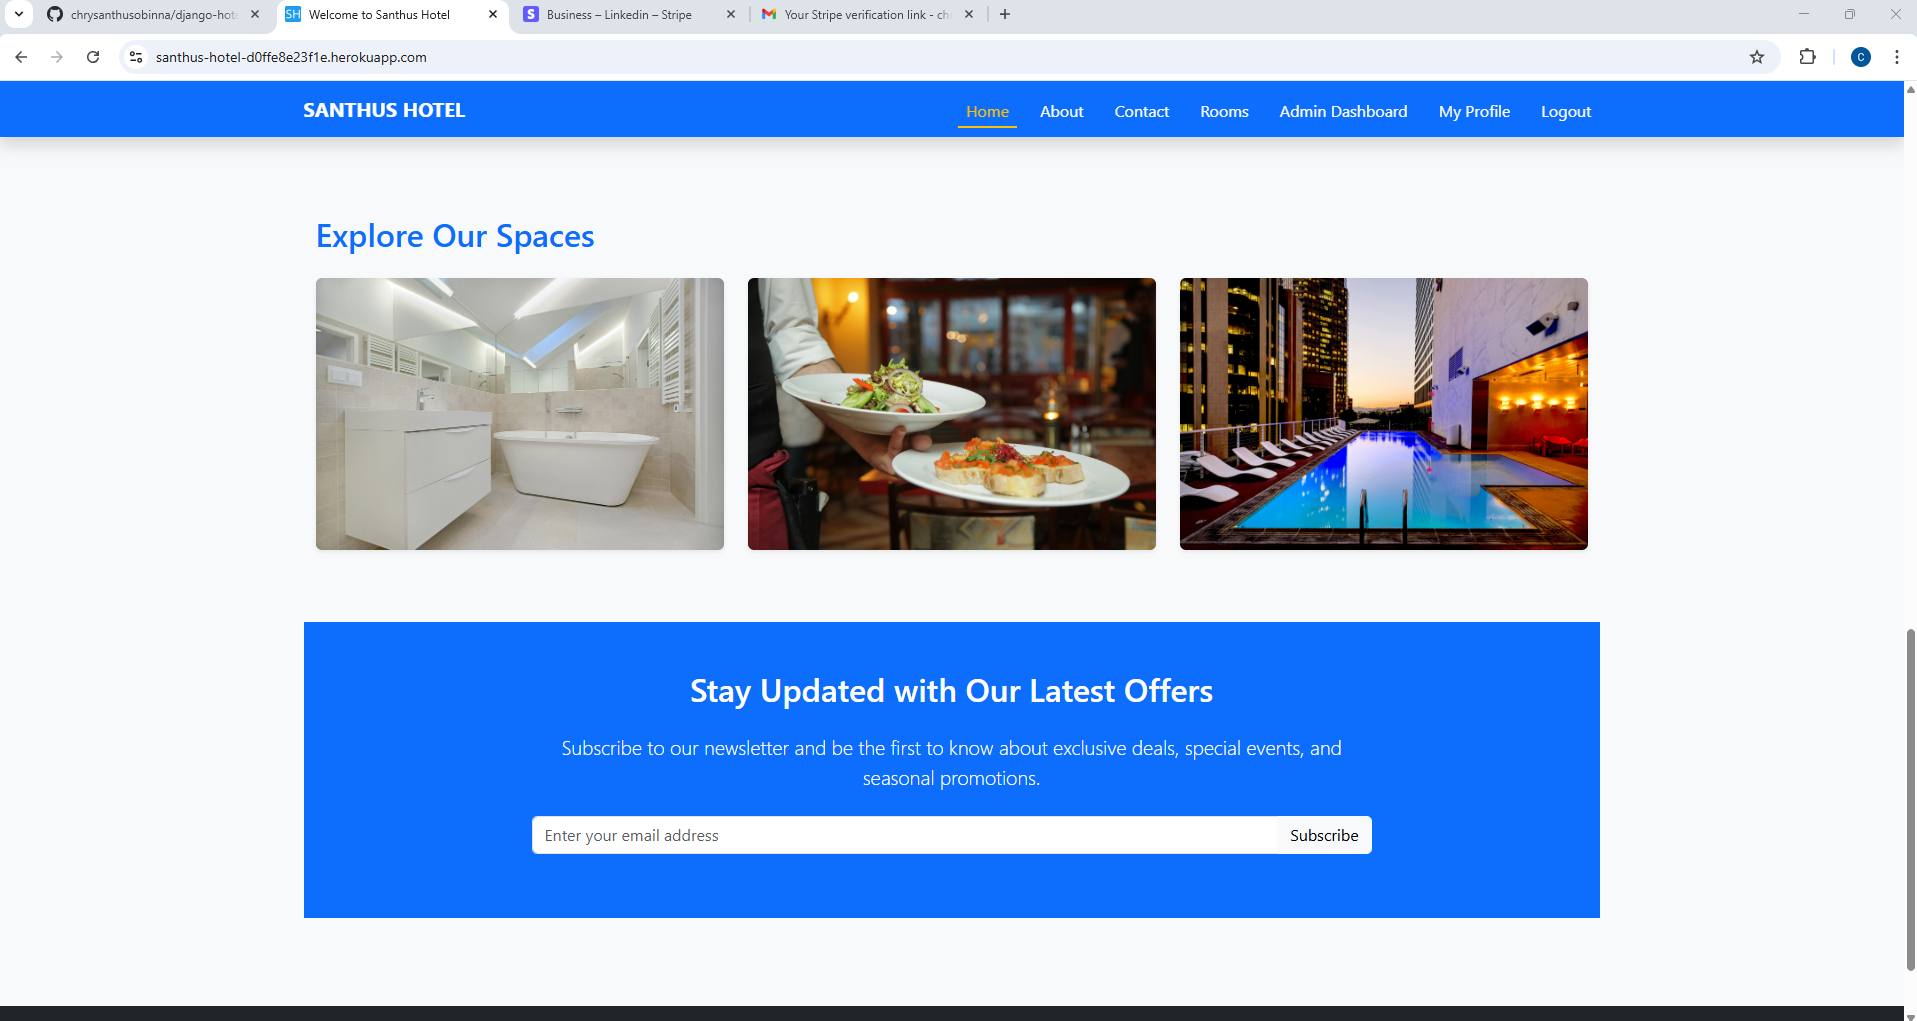 chrysanthusobinna/django-hote
SH Welcome to Santhus Hotel
S Business – Linkedin – Stripe
Your Stripe verification link - ch
santhus-hotel-d0ffe8e23f1e.herokuapp.com
C
SANTHUS HOTEL
Home
About
Contact
Rooms
Admin Dashboard
My Profile
Logout
Explore Our Spaces
Stay Updated with Our Latest Offers
Subscribe to our newsletter and be the first to know about exclusive deals, special events, and
seasonal promotions.
Enter your email address
Subscribe